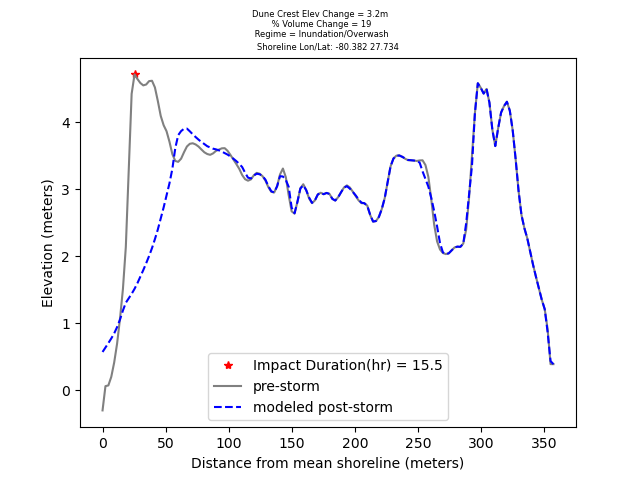 Dune Crest Elev Change = 3.2m
% Volume Change = 19
Regime = Inundation/Overwash
Shoreline Lon/Lat: -80.382 27.734
Elevation (meters)
4
3
2
1
0
Impact Duration(hr) = 15.5
pre-storm
modeled post-storm
0 50 100 150 200 250 300 350
Distance from mean shoreline (meters)